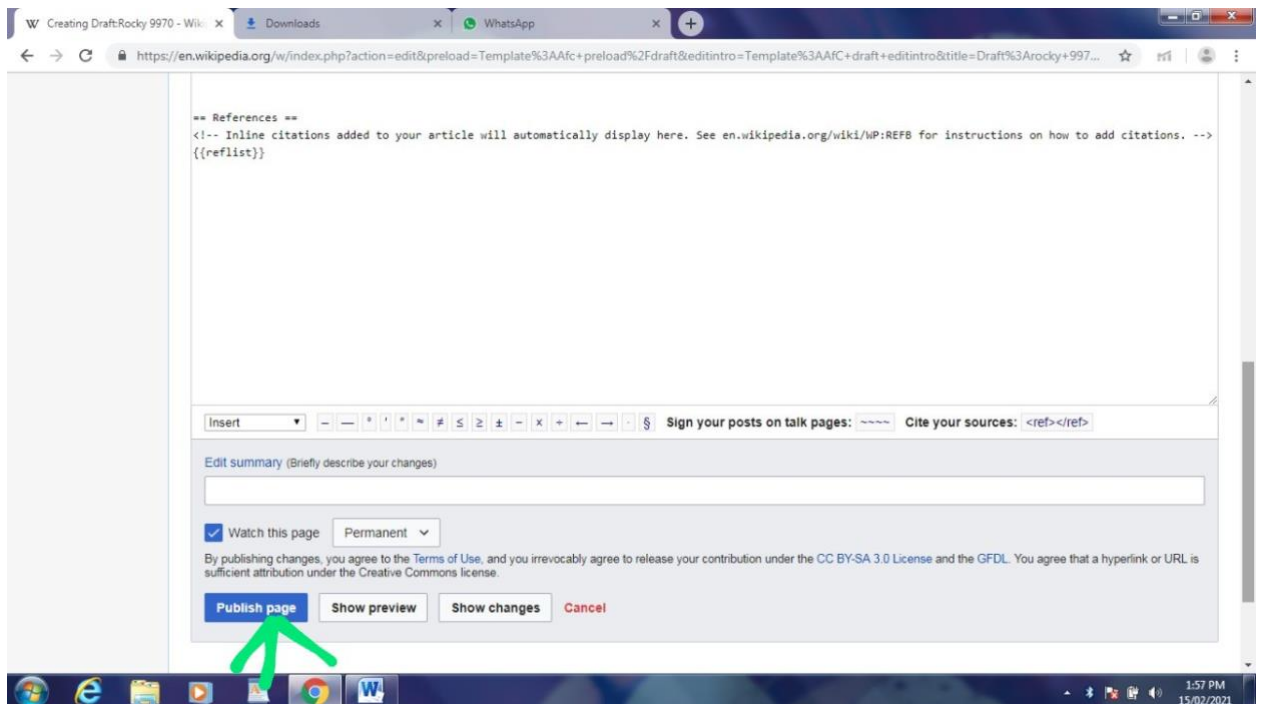 Creating Draft:Rocky 9970 - Wik
Downloads
WhatsApp
https://en.wikipedia.org/w/index.php?action=edit&preload=Template%3AAfc+preload%2Fdraft&editintro=Template%3AAfC+draft+editintro&title=Draft%3Arocky+997...
== References ==
<!-- Inline citations added to your article will automatically display here. See en.wikipedia.org/wiki/WP:REFB for instructions on how to add citations. -->
{{reflist}}
Insert – — ° ′ ″ ≈ ≠ ≤ ≥ ± − × ÷ ← → · § Sign your posts on talk pages: ~~~~ Cite your sources: <ref></ref>
Edit summary (Briefly describe your changes)
Watch this page Permanent
By publishing changes, you agree to the Terms of Use, and you irrevocably agree to release your contribution under the CC BY-SA 3.0 License and the GFDL. You agree that a hyperlink or URL is
sufficient attribution under the Creative Commons license.
Publish page Show preview Show changes Cancel
1:57 PM
15/02/2021